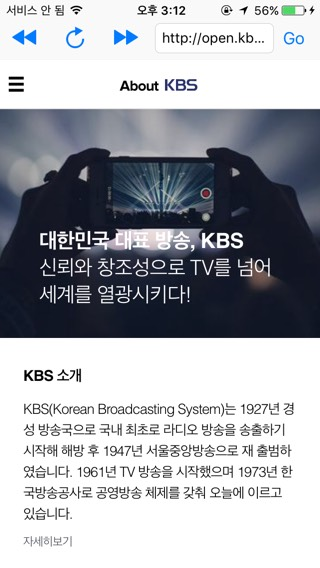 서비스 안 됨 오후 3:12 56%
http://open.kb... Go
About KBS
대한민국 대표 방송, KBS
신뢰와 창조성으로 TV를 넘어
세계를 열광시키다!
KBS 소개
KBS(Korean Broadcasting System)는 1927년 경
성 방송국으로 국내 최초로 라디오 방송을 송출하기
시작해 해방 후 1947년 서울중앙방송으로 재 출범하
였습니다. 1961년 TV 방송을 시작했으며 1973년 한
국방송공사로 공영방송 체제를 갖춰 오늘에 이르고
있습니다.
자세히보기